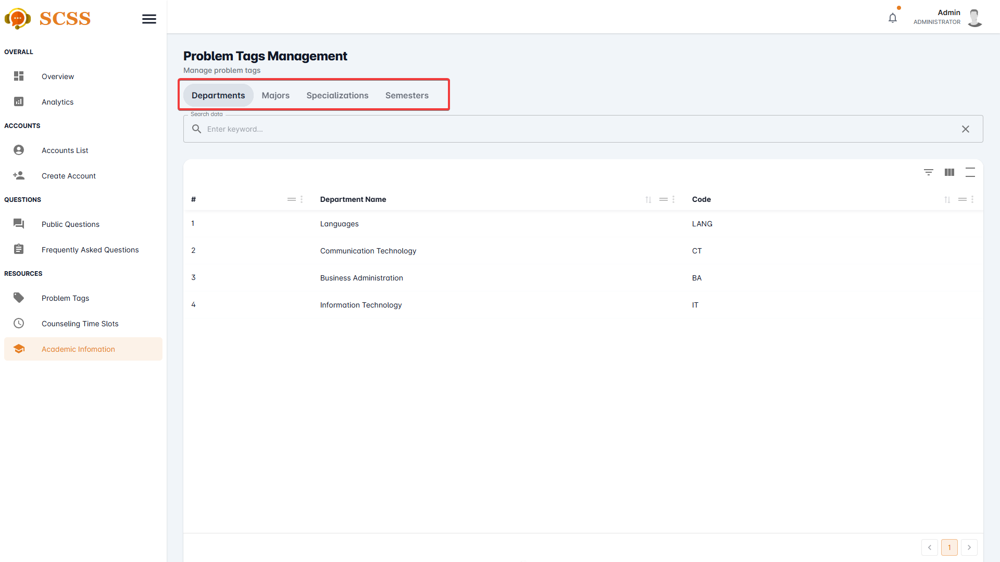 SCSS
Admin
ADMINISTRATOR
OVERALL
Overview
Analytics
ACCOUNTS
Accounts List
Create Account
QUESTIONS
Public Questions
Frequently Asked Questions
RESOURCES
Problem Tags
Counseling Time Slots
Academic Infomation
Problem Tags Management
Manage problem tags
Departments Majors Specializations Semesters
Search data
Enter keyword...
# Department Name Code
1 Languages LANG
2 Communication Technology CT
3 Business Administration BA
4 Information Technology IT
1